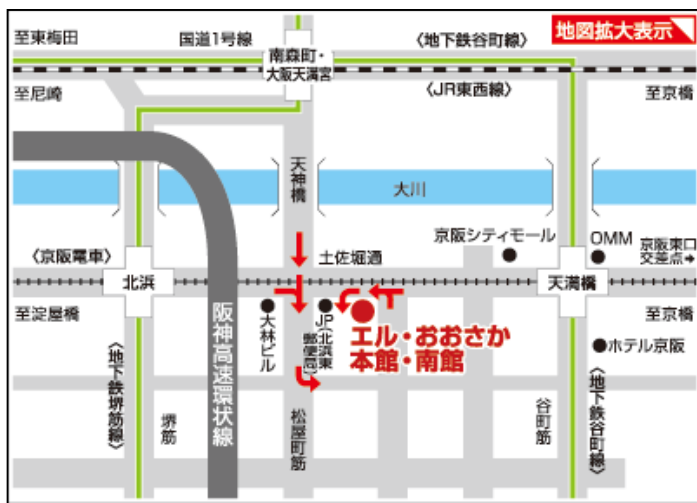 地図拡大表示
至東梅田
国道1号線
南森町・
大阪天満宮
〈地下鉄谷町線〉
至尼崎
〈JR東西線〉
至京橋
天神橋
大川
〈京阪電車〉
北浜
土佐堀通
京阪シティモール
OMM
京阪東口
交差点→
天満橋
至淀屋橋
大林ビル
JP(北浜東
郵便局)
エル・おおさか
本館・南館
至京橋
ホテル京阪
阪神高速環状線
〈地下鉄堺筋線〉
堺筋
松屋町筋
谷町筋
〈地下鉄谷町線〉